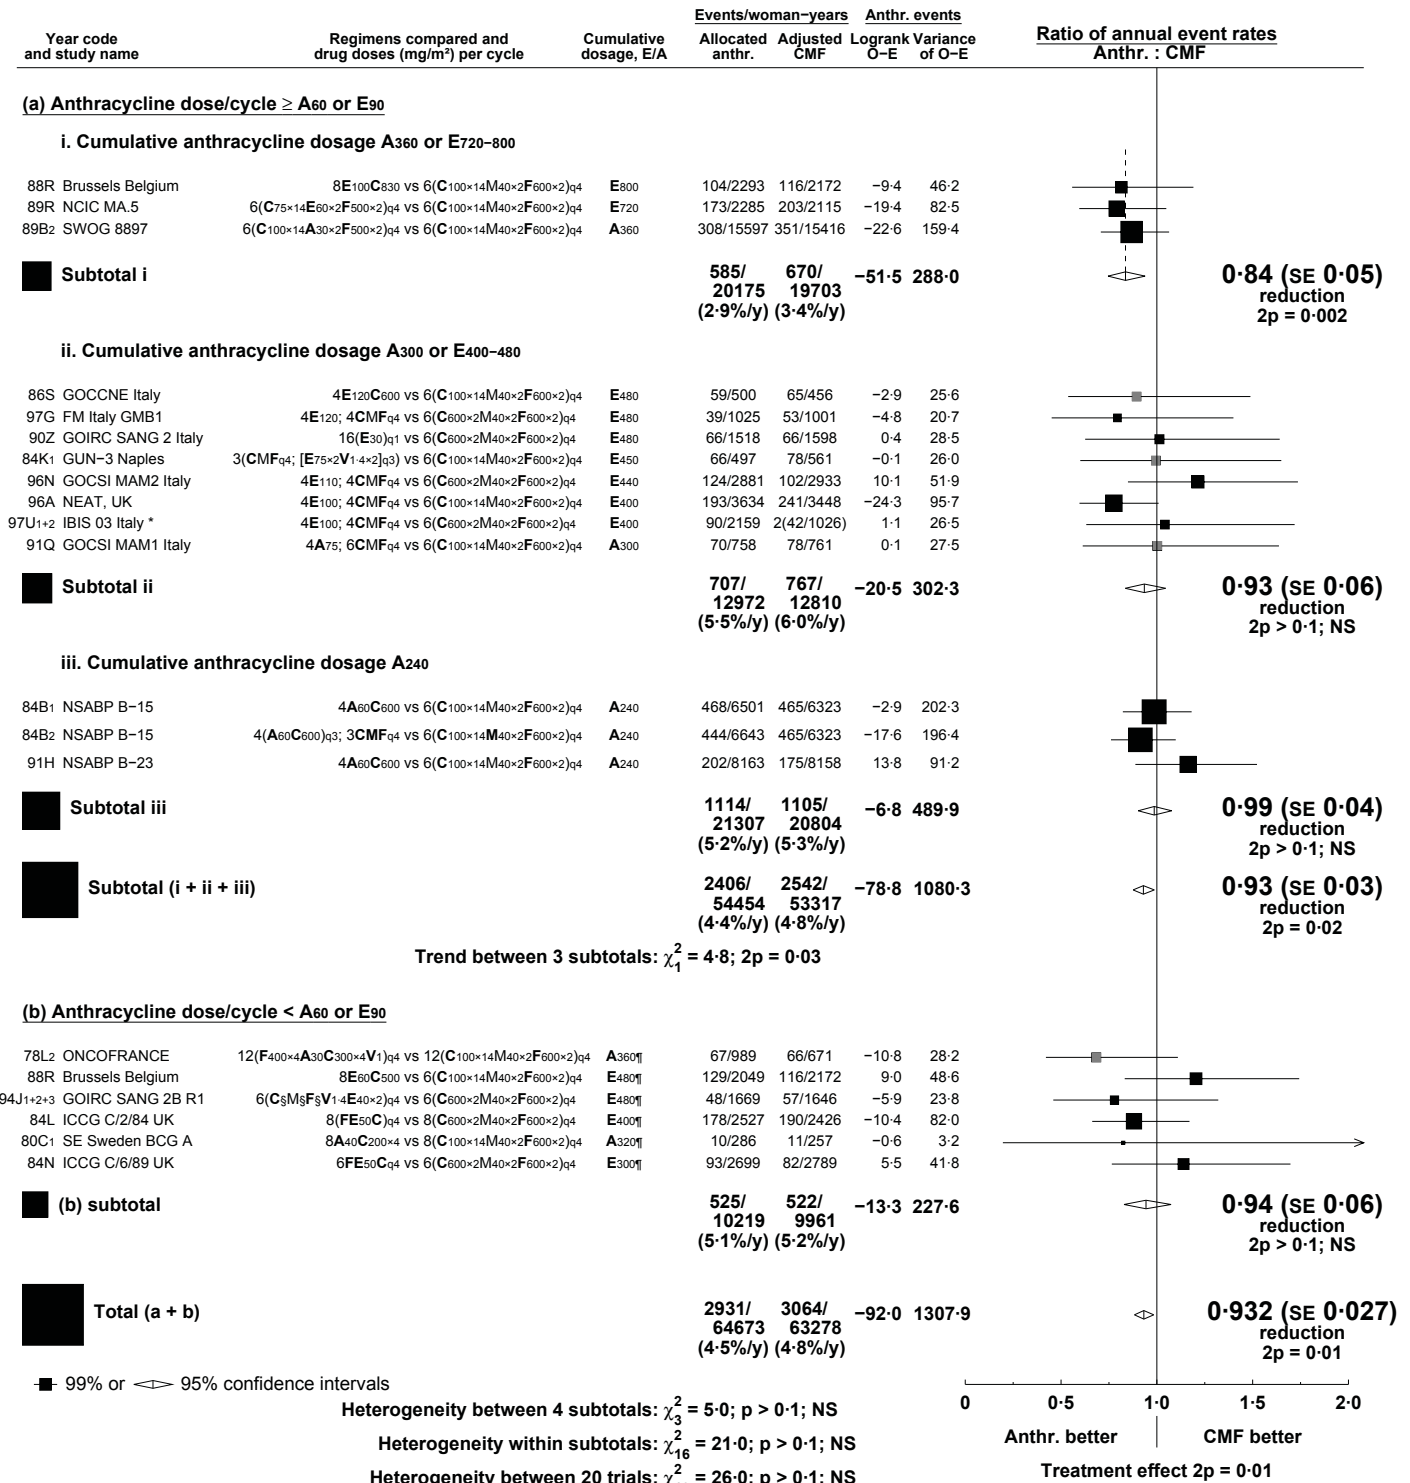 Events/woman−years Anthr. events
Year code and study name Regimens compared and drug doses (mg/m²) per cycle Cumulative dosage, E/A Allocated anthr. Adjusted CMF Logrank O−E Variance of O−E Ratio of annual event rates Anthr. : CMF
(a) Anthracycline dose/cycle ≥ A60 or E90
i. Cumulative anthracycline dosage A360 or E720−800
88R Brussels Belgium 8E100C830 vs 6(C100×14M40×2F600×2)q4 E800 104/2293 116/2172 −9·4 46·2
89R NCIC MA.5 6(C75×14E60×2F500×2)q4 vs 6(C100×14M40×2F600×2)q4 E720 173/2285 203/2115 −19·4 82·5
89B2 SWOG 8897 6(C100×14A30×2F500×2)q4 vs 6(C100×14M40×2F600×2)q4 A360 308/15597 351/15416 −22·6 159·4
Subtotal i 585/ 670/ −51·5 288·0 0·84 (SE 0·05)
20175 19703 reduction
(2·9%/y) (3·4%/y) 2p = 0·002
ii. Cumulative anthracycline dosage A300 or E400−480
86S GOCCNE Italy 4E120C600 vs 6(C100×14M40×2F600×2)q4 E480 59/500 65/456 −2·9 25·6
97G FM Italy GMB1 4E120; 4CMFq4 vs 6(C600×2M40×2F600×2)q4 E480 39/1025 53/1001 −4·8 20·7
90Z GOIRC SANG 2 Italy 16(E30)q1 vs 6(C600×2M40×2F600×2)q4 E480 66/1518 66/1598 0·4 28·5
84K1 GUN−3 Naples 3(CMFq4; [E75×2V1·4×2]q3) vs 6(C100×14M40×2F600×2)q4 E450 66/497 78/561 −0·1 26·0
96N GOCSI MAM2 Italy 4E110; 4CMFq4 vs 6(C600×2M40×2F600×2)q4 E440 124/2881 102/2933 10·1 51·9
96A NEAT, UK 4E100; 4CMFq4 vs 6(C100×14M40×2F600×2)q4 E400 193/3634 241/3448 −24·3 95·7
97U1+2 IBIS 03 Italy * 4E100; 4CMFq4 vs 6(C600×2M40×2F600×2)q4 E400 90/2159 2(42/1026) 1·1 26·5
91Q GOCSI MAM1 Italy 4A75; 6CMFq4 vs 6(C100×14M40×2F600×2)q4 A300 70/758 78/761 0·1 27·5
Subtotal ii 707/ 767/ −20·5 302·3 0·93 (SE 0·06)
12972 12810 reduction
(5·5%/y) (6·0%/y) 2p > 0·1; NS
iii. Cumulative anthracycline dosage A240
84B1 NSABP B−15 4A60C600 vs 6(C100×14M40×2F600×2)q4 A240 468/6501 465/6323 −2·9 202·3
84B2 NSABP B−15 4(A60C600)q3; 3CMFq4 vs 6(C100×14M40×2F600×2)q4 A240 444/6643 465/6323 −17·6 196·4
91H NSABP B−23 4A60C600 vs 6(C100×14M40×2F600×2)q4 A240 202/8163 175/8158 13·8 91·2
Subtotal iii 1114/ 1105/ −6·8 489·9 0·99 (SE 0·04)
21307 20804 reduction
(5·2%/y) (5·3%/y) 2p > 0·1; NS
Subtotal (i + ii + iii) 2406/ 2542/ −78·8 1080·3 0·93 (SE 0·03)
54454 53317 reduction
(4·4%/y) (4·8%/y) 2p = 0·02
Trend between 3 subtotals: χ²₁ = 4·8; 2p = 0·03
(b) Anthracycline dose/cycle < A60 or E90
78L2 ONCOFRANCE 12(F400×4A30C300×4V1)q4 vs 12(C100×14M40×2F600×2)q4 A360¶ 67/989 66/671 −10·8 28·2
88R Brussels Belgium 8E60C500 vs 6(C100×14M40×2F600×2)q4 E480¶ 129/2049 116/2172 9·0 48·6
94J1+2+3 GOIRC SANG 2B R1 6(C§M§F§V1·4E40×2)q4 vs 6(C600×2M40×2F600×2)q4 E480¶ 48/1669 57/1646 −5·9 23·8
84L ICCG C/2/84 UK 8(FE50C)q4 vs 6(C100×14M40×2F600×2)q4 E400¶ 178/2527 190/2426 −10·4 82·0
80C1 SE Sweden BCG A 8A40C200×4 vs 8(C100×14M40×2F600×2)q4 A320¶ 10/286 11/257 −0·6 3·2
84N ICCG C/6/89 UK 6FE50Cq4 vs 6(C600×2M40×2F600×2)q4 E300¶ 93/2699 82/2789 5·5 41·8
(b) subtotal 525/ 522/ −13·3 227·6 0·94 (SE 0·06)
10219 9961 reduction
(5·1%/y) (5·2%/y) 2p > 0·1; NS
Total (a + b) 2931/ 3064/ −92·0 1307·9 0·932 (SE 0·027)
64673 63278 reduction
(4·5%/y) (4·8%/y) 2p = 0·01
99% or 95% confidence intervals
0 0·5 1·0 1·5 2·0
Heterogeneity between 4 subtotals: χ²₃ = 5·0; p > 0·1; NS
Anthr. better CMF better
Heterogeneity within subtotals: χ²₁₆ = 21·0; p > 0·1; NS
Treatment effect 2p = 0·01
Heterogeneity between 20 trials: χ² = 26·0; p > 0·1; NS